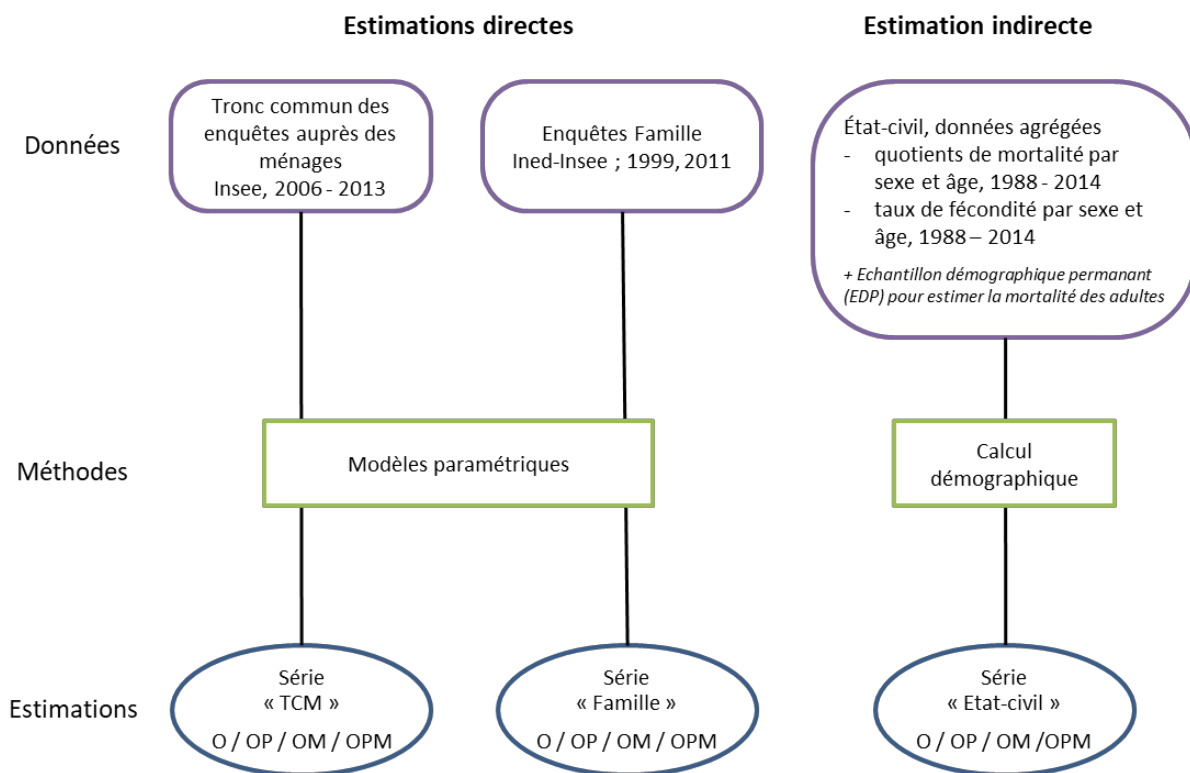 Estimations directes
Estimation indirecte
Données
Tronc commun des
enquêtes auprès des
ménages
Insee, 2006 - 2013
Enquêtes Famille
Ined-Insee ; 1999, 2011
État-civil, données agrégées
- quotients de mortalité par
sexe et âge, 1988 - 2014
- taux de fécondité par sexe et
âge, 1988 – 2014
+ Echantillon démographique permanant
(EDP) pour estimer la mortalité des adultes
Méthodes
Modèles paramétriques
Calcul
démographique
Estimations
Série
« TCM »
O / OP / OM / OPM
Série
« Famille »
O / OP / OM / OPM
Série
« Etat-civil »
O / OP / OM /OPM